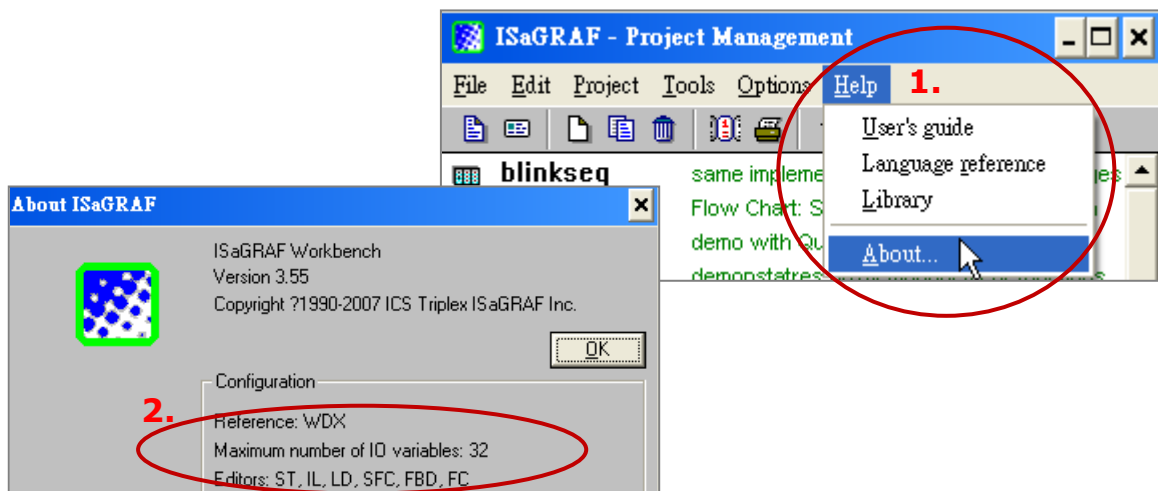 ISaGRAF - Project Management
File Edit Project Tools Options Help 1.
User's guide
Language reference
Library
About...
blinkseq same impleme
Flow Chart: S
demo with Qu
demonstatres
About ISaGRAF
ISaGRAF Workbench
Version 3.55
Copyright ?1990-2007 ICS Triplex ISaGRAF Inc.
OK
Configuration
2.
Reference: WDX
Maximum number of IO variables: 32
Editors: ST, IL, LD, SFC, FBD, FC